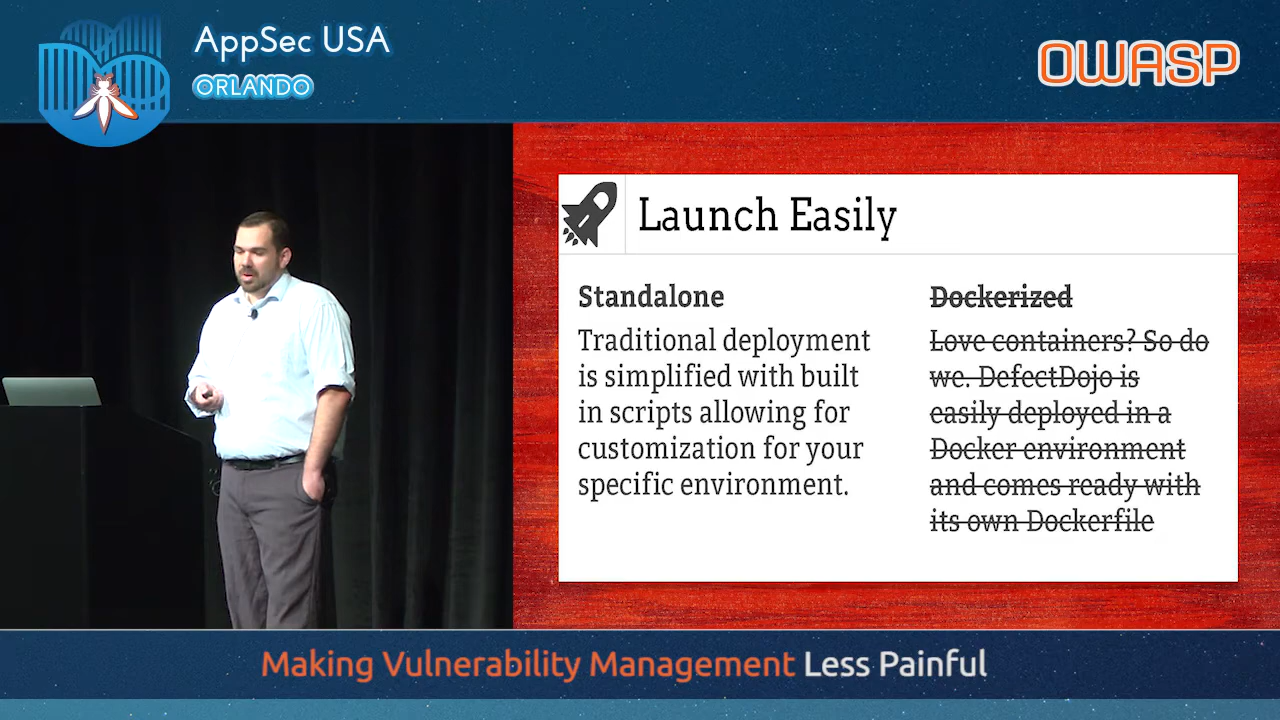 AppSec USA
ORLANDO
OWASP
Launch Easily
Standalone
Traditional deployment
is simplified with built
in scripts allowing for
customization for your
specific environment.
Dockerized
Love containers? So do
we. DefectDojo is
easily deployed in a
Docker environment
and comes ready with
its own Dockerfile
Making Vulnerability Management Less Painful